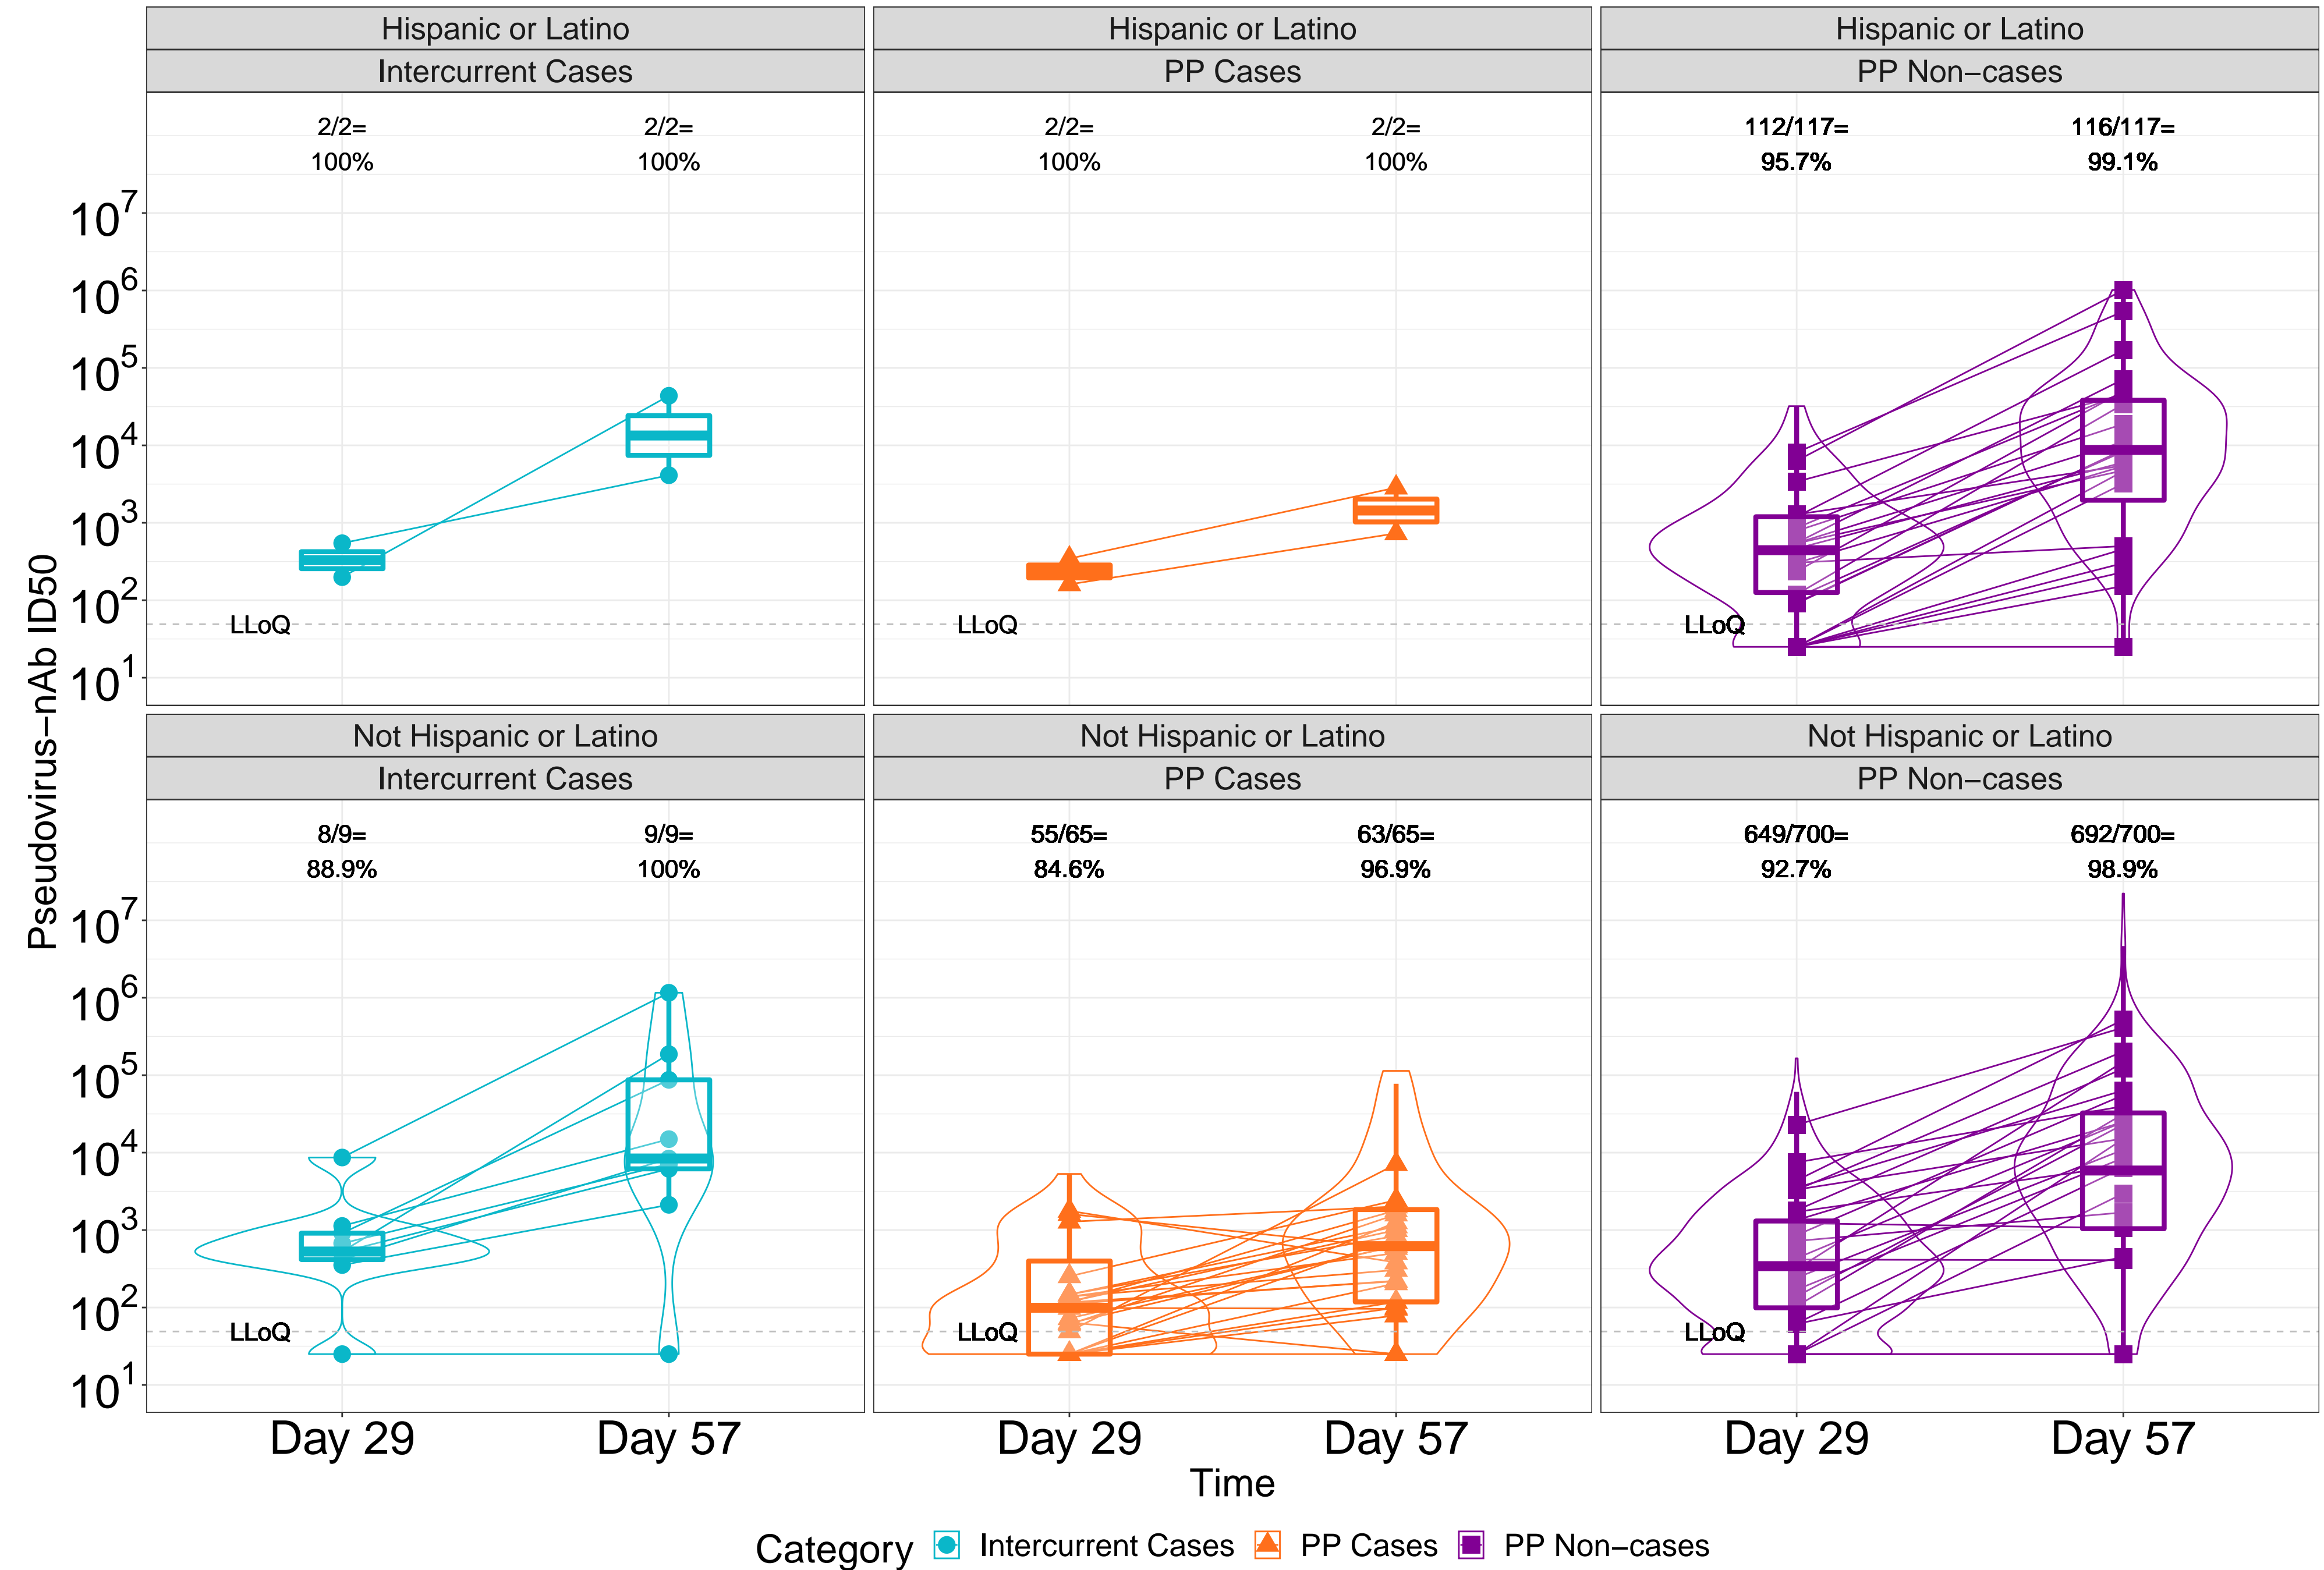 Hispanic or Latino
Hispanic or Latino
Hispanic or Latino
Intercurrent Cases
PP Cases
PP Non−cases
2/2=
100%
2/2=
100%
2/2=
100%
2/2=
100%
112/117=
95.7%
116/117=
99.1%
10^7
10^6
10^5
10^4
10^3
10^2
10^1
LLoQ
LLoQ
LLoQ
Pseudovirus−nAb ID50
Not Hispanic or Latino
Not Hispanic or Latino
Not Hispanic or Latino
Intercurrent Cases
PP Cases
PP Non−cases
8/9=
88.9%
9/9=
100%
55/65=
84.6%
63/65=
96.9%
649/700=
92.7%
692/700=
98.9%
10^7
10^6
10^5
10^4
10^3
10^2
10^1
LLoQ
LLoQ
LLoQ
Day 29
Day 57
Day 29
Day 57
Day 29
Day 57
Time
Category
Intercurrent Cases
PP Cases
PP Non−cases